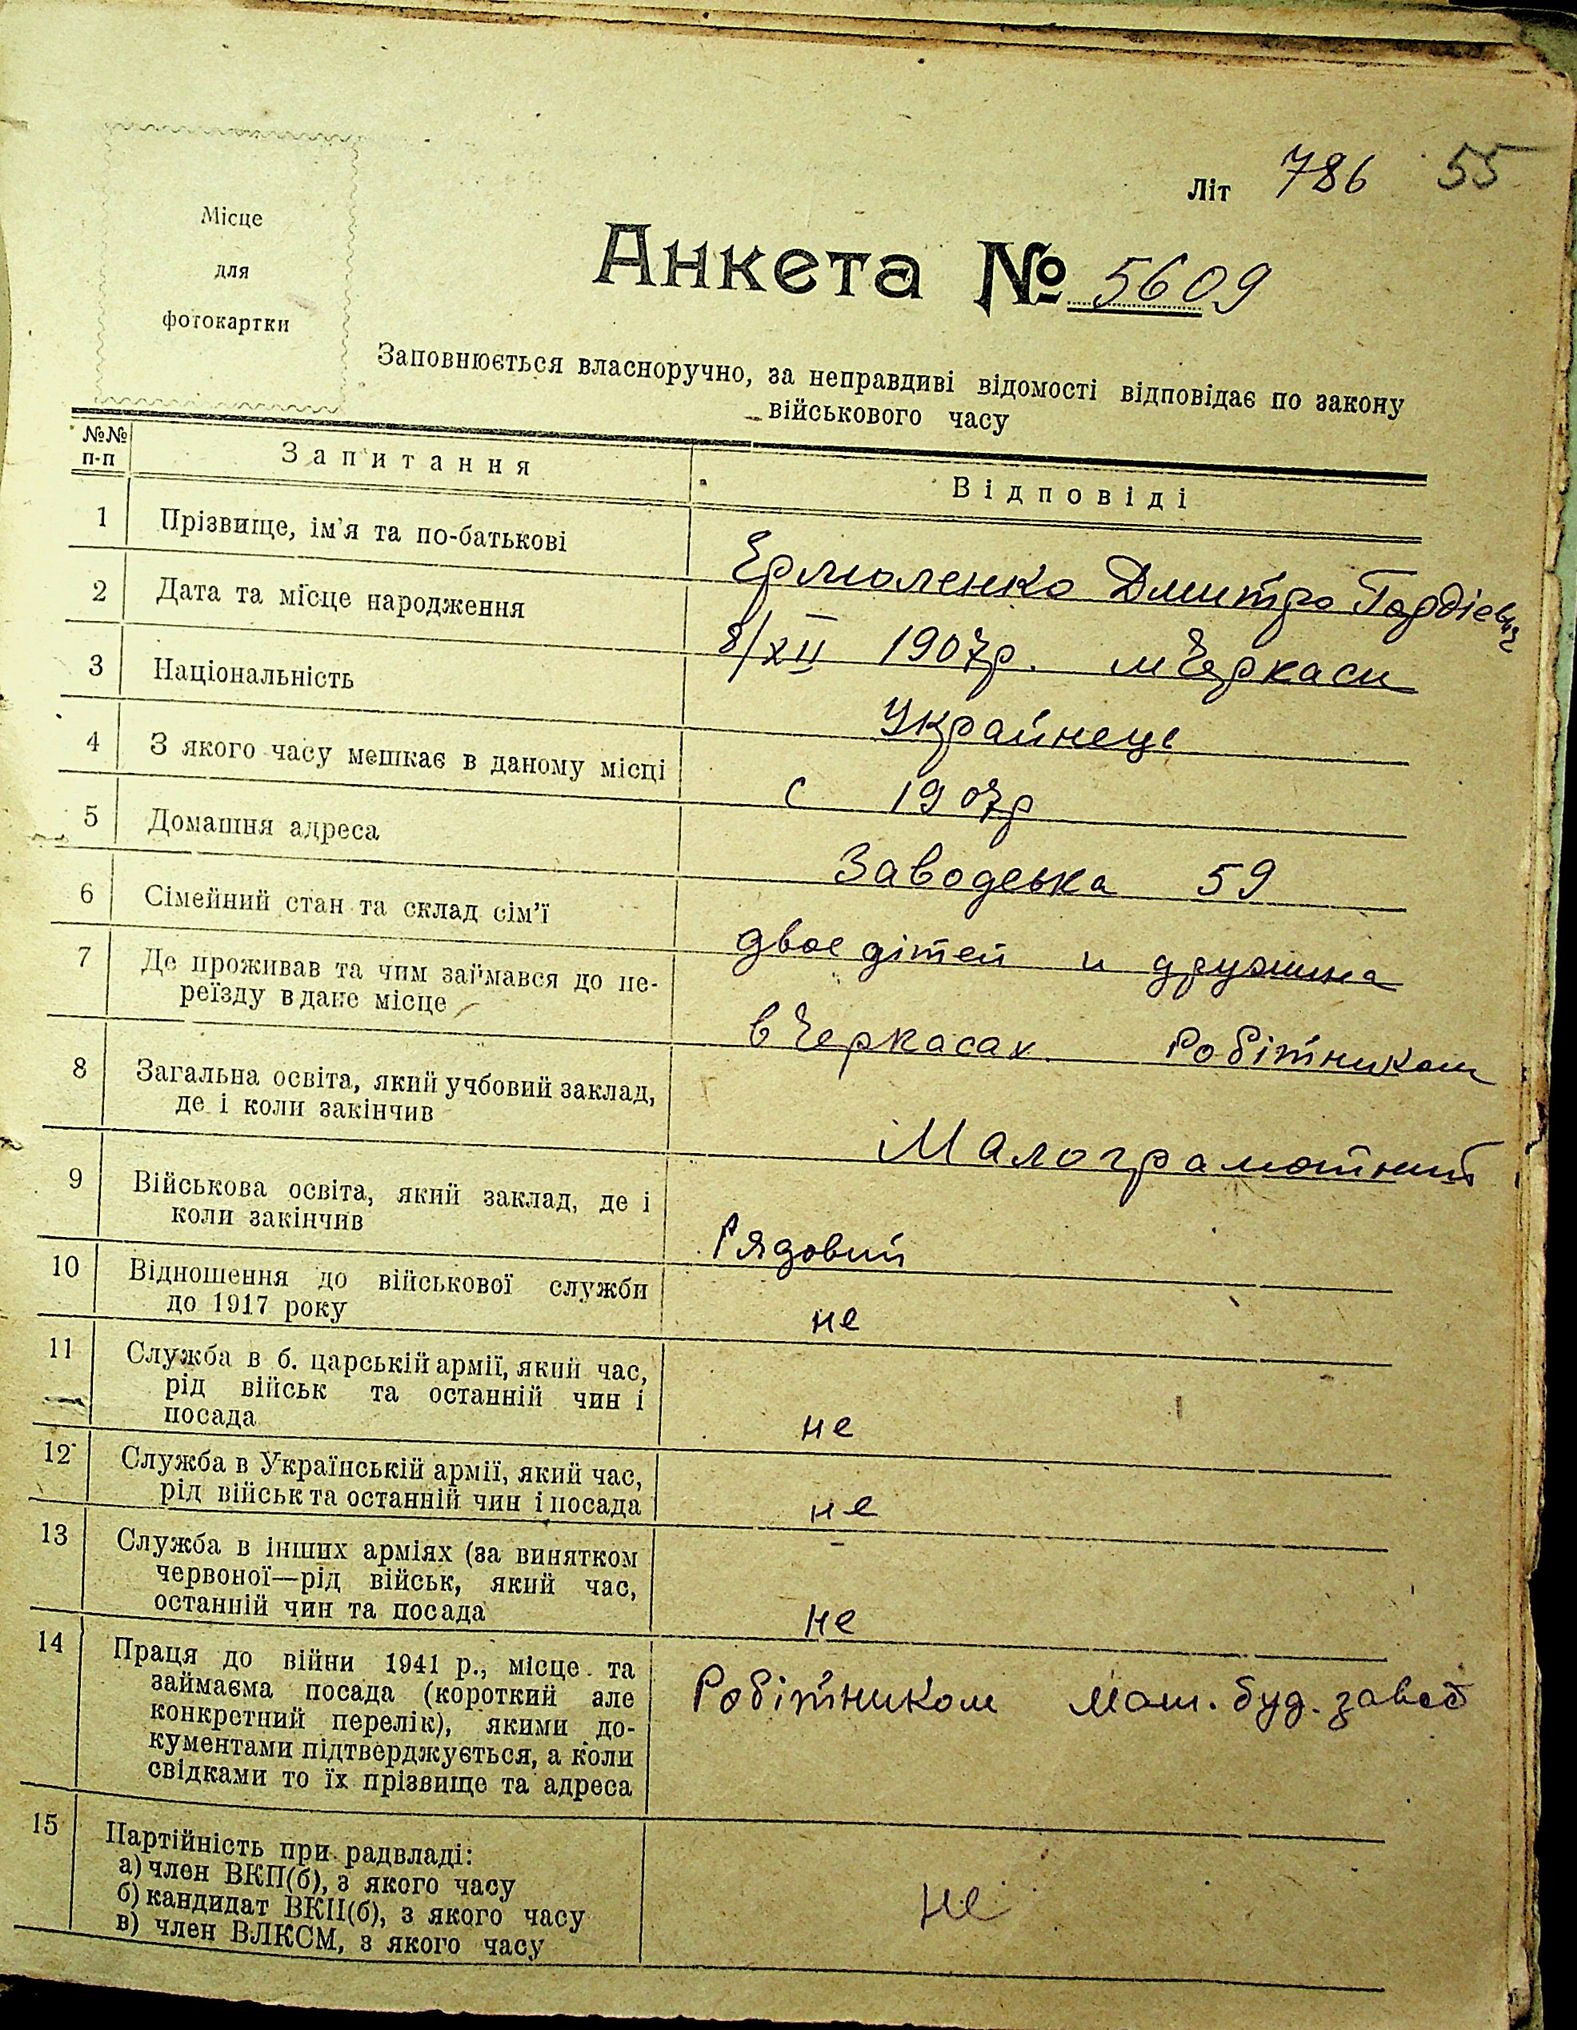 Літ 786 55
Місце
для
фотокартки
Анкета № 5609
Заповнюється власноручно, за неправдиві відомості відповідає по закону
військового часу
№№
п-п
Запитання
Відповіді
1 Прізвище, ім'я та по-батькові
Ермоленко Дмитро Гордіевич
2 Дата та місце народження
8/XII 1907р. м Черкаси
3 Національність
Украйнець
4 З якого часу мешкає в даному місці
с 1907р
5 Домашня адреса
Заводська 59
6 Сімейний стан та склад сім'ї
двое дітей и дружина
7 Де проживав та чим займався до пе-
реїзду в дане місце
в Черкасах Робітником
8 Загальна освіта, який учбовий заклад,
де і коли закінчив
Малограмотний
9 Військова освіта, який заклад, де і
коли закінчив
Рядовий
10 Відношення до військової служби
до 1917 року
не
11 Служба в б. царській армії, який час,
рід військ та останній чин і
посада
не
12 Служба в Українській армії, який час,
рід військ та останній чин і посада
не
13 Служба в інших арміях (за винятком
червоної—рід військ, який час,
останній чин та посада
не
14 Праця до війни 1941 р., місце та
займаєма посада (короткий але
конкретний перелік), якими до-
кументами підтверджується, а коли
свідками то їх прізвище та адреса
Робітником маш. буд. завод
15 Партійність при радвладі:
а) член ВКП(б), з якого часу
б) кандидат ВКП(б), з якого часу
в) член ВЛКСМ, з якого часу
не